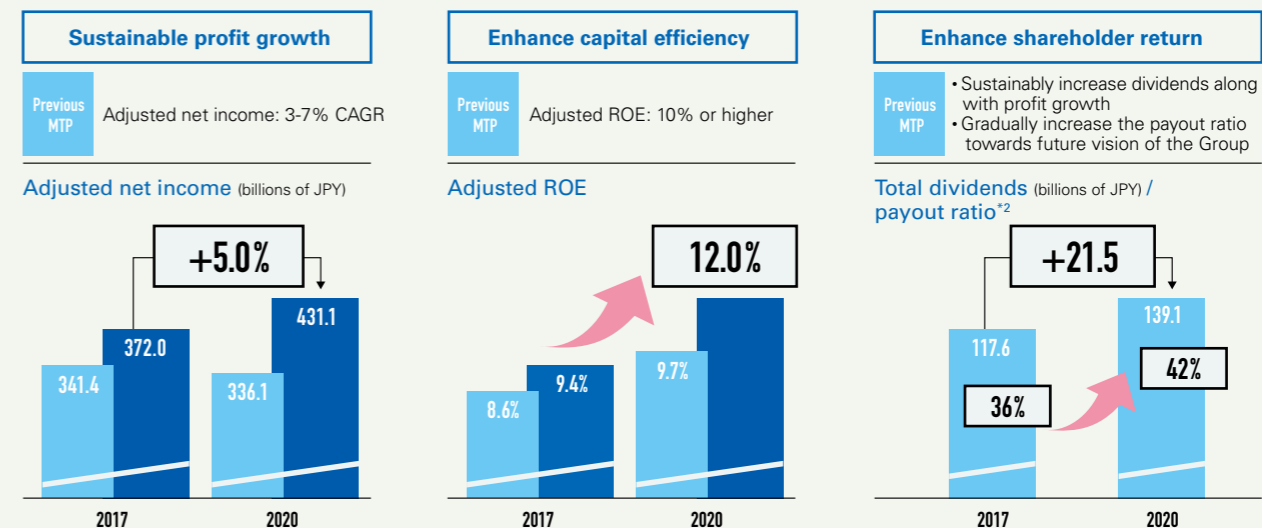 Sustainable profit growth
Previous
MTP
Adjusted net income: 3-7% CAGR
Adjusted net income (billions of JPY)
+5.0%
341.4
372.0
336.1
431.1
2017
2020
Enhance capital efficiency
Previous
MTP
Adjusted ROE: 10% or higher
Adjusted ROE
12.0%
8.6%
9.4%
9.7%
2017
2020
Enhance shareholder return
Previous
MTP
• Sustainably increase dividends along
with profit growth
• Gradually increase the payout ratio
towards future vision of the Group
Total dividends (billions of JPY) /
payout ratio*2
+21.5
117.6
139.1
36%
42%
2017
2020